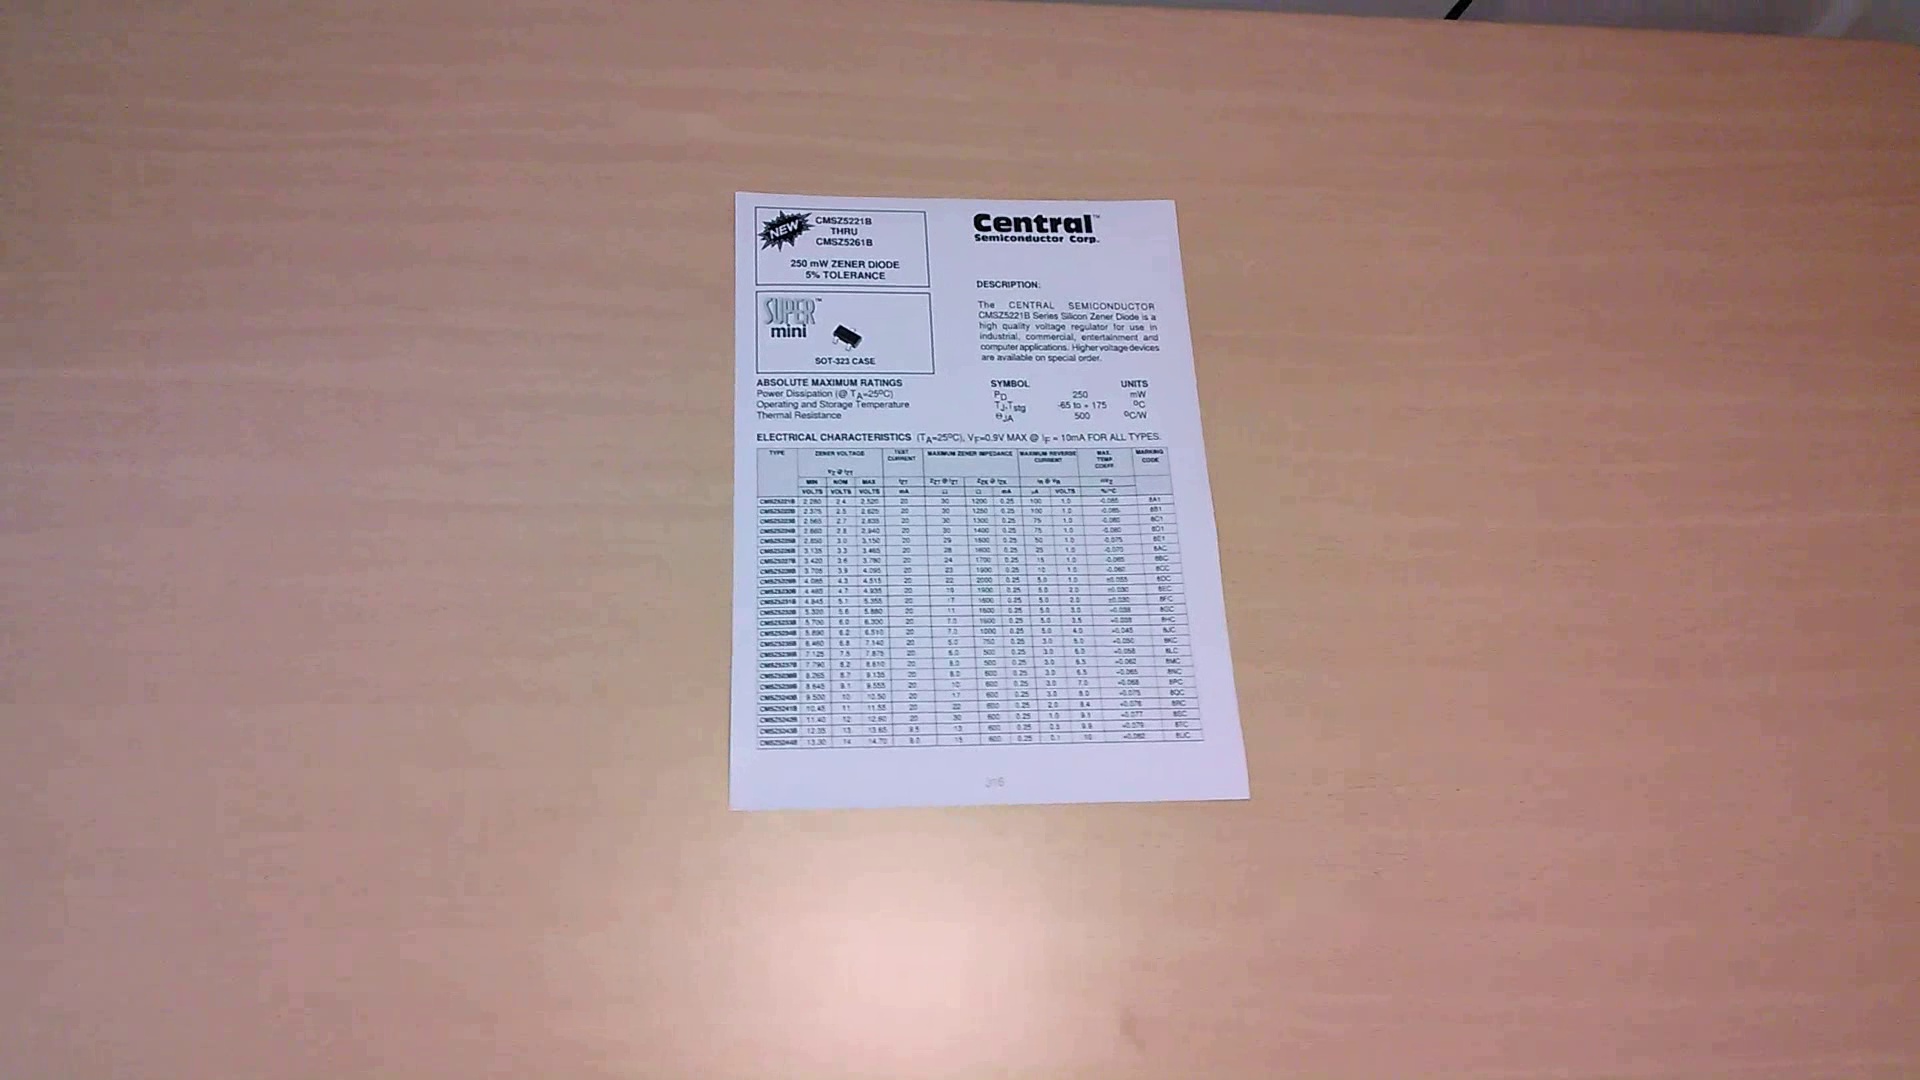 NEW
CMSZ5221B
THRU
CMSZ5261B
250 mW ZENER DIODE
5% TOLERANCE
Central™
Semiconductor Corp.
SUPER™
mini
SOT-323 CASE
DESCRIPTION:
The CENTRAL SEMICONDUCTOR
CMSZ5221B Series Silicon Zener Diode is a
high quality voltage regulator for use in
industrial, commercial, entertainment and
computer applications. Higher voltage devices
are available on special order.
ABSOLUTE MAXIMUM RATINGS SYMBOL UNITS
Power Dissipation (@ TA=25ºC) PD 250 mW
Operating and Storage Temperature TJ,Tstg -65 to + 175 ºC
Thermal Resistance ΘJA 500 ºC/W
ELECTRICAL CHARACTERISTICS (TA=25ºC), VF=0.9V MAX @ IF = 10mA FOR ALL TYPES.
TYPE ZENER VOLTAGE TEST CURRENT MAXIMUM ZENER IMPEDANCE MAXIMUM REVERSE CURRENT MAX. TEMP. COEFF. MARKING CODE
VZ @ IZT
MIN NOM MAX IZT ZZT @ IZT ZZK @ IZK IR @ VR
VOLTS VOLTS VOLTS mA Ω Ω mA µA VOLTS %/ºC
CMSZ5221B 2.280 2.4 2.520 20 30 1200 0.25 100 1.0 -0.085 8A1
CMSZ5222B 2.375 2.5 2.625 20 30 1250 0.25 100 1.0 -0.085 8B1
CMSZ5223B 2.565 2.7 2.835 20 30 1300 0.25 75 1.0 -0.080 8C1
CMSZ5224B 2.660 2.8 2.940 20 30 1400 0.25 75 1.0 -0.080 8D1
CMSZ5225B 2.850 3.0 3.150 20 29 1600 0.25 50 1.0 -0.075 8E1
CMSZ5226B 3.135 3.3 3.465 20 28 1600 0.25 25 1.0 -0.070 8AC
CMSZ5227B 3.420 3.6 3.780 20 24 1700 0.25 15 1.0 -0.065 8BC
CMSZ5228B 3.705 3.9 4.095 20 23 1900 0.25 10 1.0 -0.060 8CC
CMSZ5229B 4.085 4.3 4.515 20 22 2000 0.25 5.0 1.0 8DC
CMSZ5230B 4.465 4.7 4.935 20 19 1900 0.25 5.0 2.0 ±0.030 8EC
CMSZ5231B 4.845 5.1 5.355 20 17 1600 0.25 5.0 2.0 ±0.030 8FC
CMSZ5232B 5.320 5.6 5.880 20 11 1600 0.25 5.0 3.0 +0.038 8GC
CMSZ5233B 5.700 6.0 6.300 20 7.0 1600 0.25 5.0 3.5 +0.038 8HC
CMSZ5234B 5.890 6.2 6.510 20 7.0 1000 0.25 5.0 4.0 +0.045 8JC
CMSZ5235B 6.460 6.8 7.140 20 5.0 750 0.25 3.0 5.0 +0.050 8KC
CMSZ5236B 7.125 7.5 7.875 20 6.0 500 0.25 3.0 6.0 +0.058 8LC
CMSZ5237B 7.790 8.2 8.610 20 8.0 500 0.25 3.0 6.5 +0.062 8MC
CMSZ5238B 8.265 8.7 9.135 20 8.0 600 0.25 3.0 6.5 +0.065 8NC
CMSZ5239B 8.645 9.1 9.555 20 10 600 0.25 3.0 7.0 +0.068 8PC
CMSZ5240B 9.500 10 10.50 20 17 600 0.25 3.0 8.0 +0.075 8QC
CMSZ5241B 10.45 11 11.55 20 22 600 0.25 2.0 8.4 +0.076 8RC
CMSZ5242B 11.40 12 12.60 20 30 600 0.25 1.0 9.1 +0.077 8SC
CMSZ5243B 12.35 13 13.65 9.5 13 600 0.25 0.5 9.9 +0.079 8TC
CMSZ5244B 13.30 14 14.70 9.0 15 600 0.25 0.1 10 +0.082 8UC